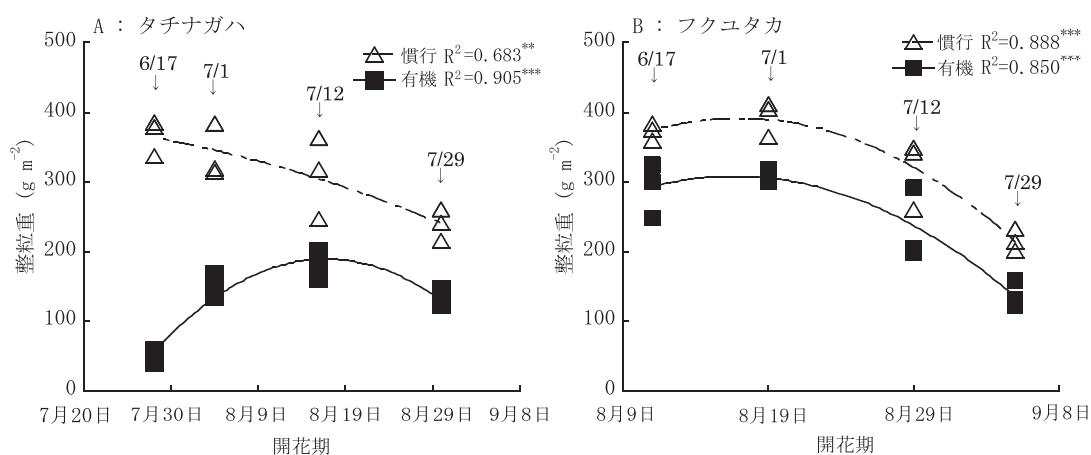 A : タチナガハ
500
400
300
200
100
0
整粒重 (g m⁻²)
6/17
7/1
7/12
7/29
慣行 R²=0.683**
有機 R²=0.905***
7月20日 7月30日 8月9日 8月19日 8月29日 9月8日
開花期
B : フクユタカ
500
400
300
200
100
0
整粒重 (g m⁻²)
6/17
7/1
7/12
7/29
慣行 R²=0.888***
有機 R²=0.850***
8月9日 8月19日 8月29日 9月8日
開花期